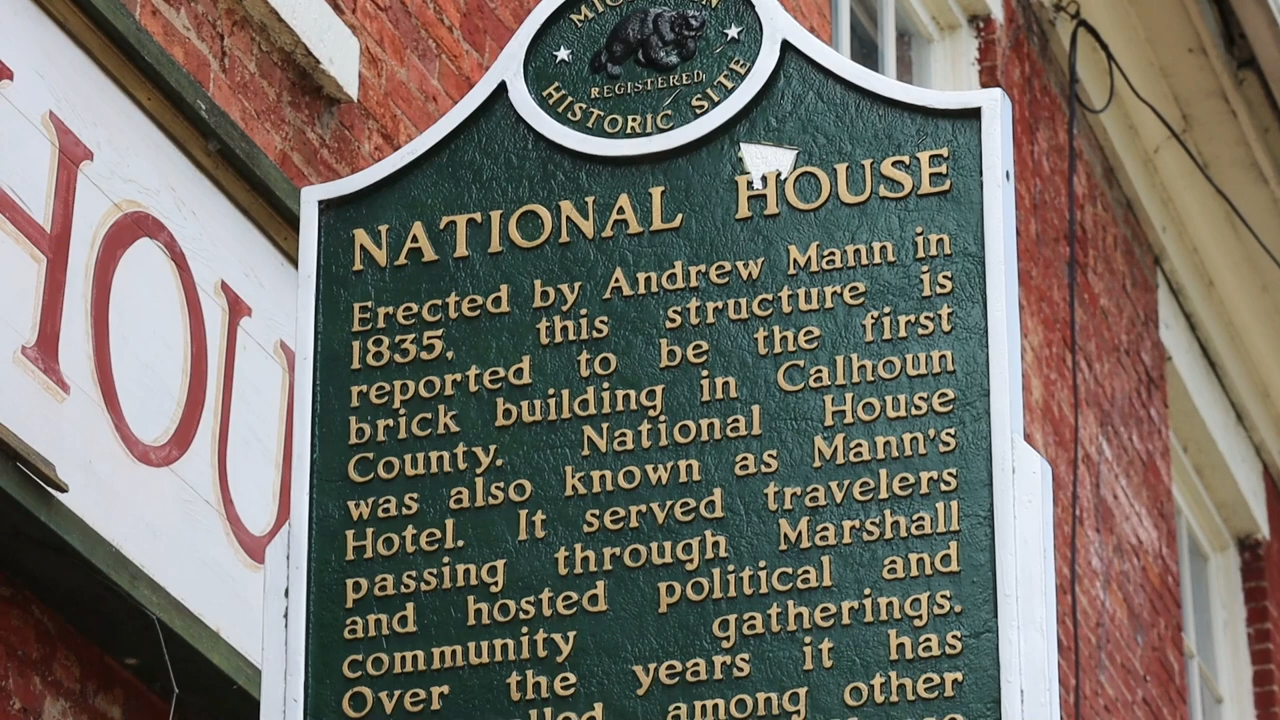 HOU
REGISTERED
HISTORIC SITE
NATIONAL HOUSE
Erected by Andrew Mann in
1835, this structure is
reported to be the first
brick building in Calhoun
County. National House
was also known as Mann's
Hotel. It served travelers
passing through Marshall
and hosted political and
community gatherings.
Over the years it has
among other